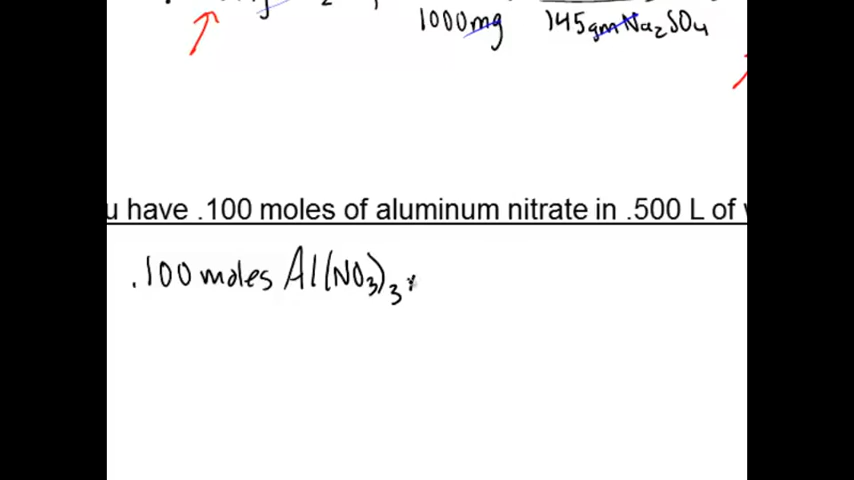 1000mg 145gm Na₂SO₄
u have .100 moles of aluminum nitrate in .500 L of
.100 moles Al(NO₃)₃